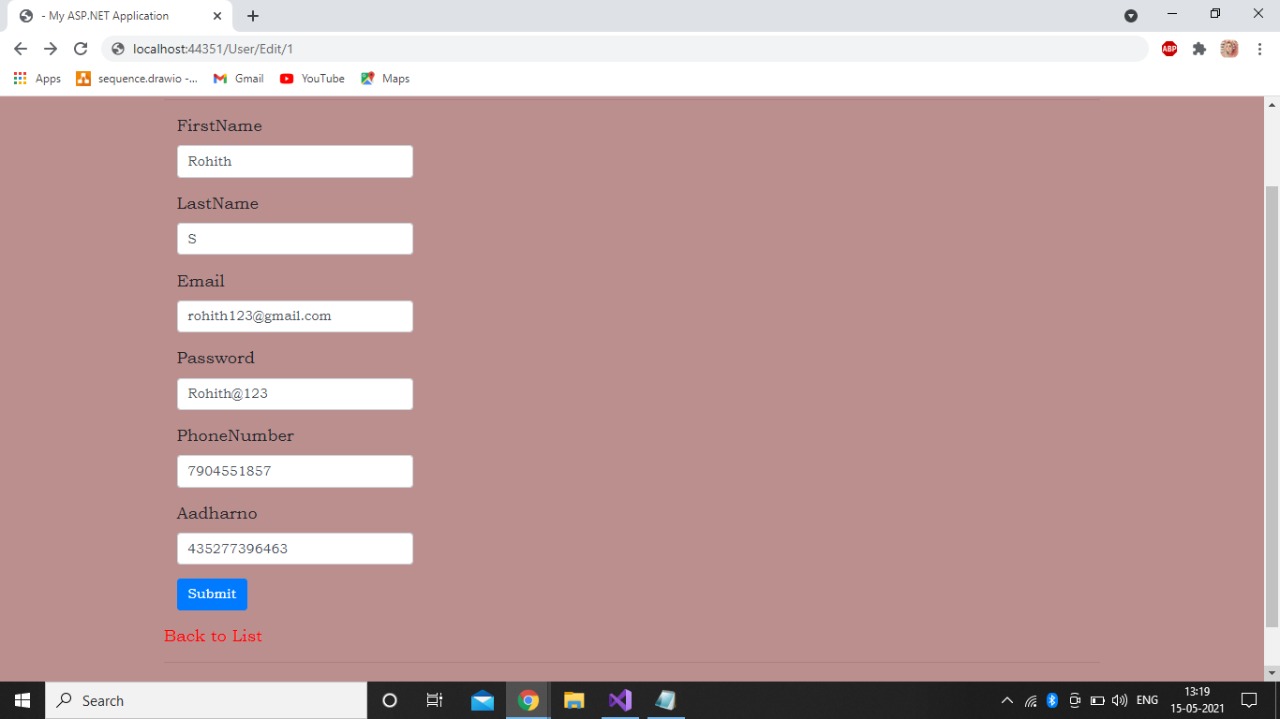 - My ASP.NET Application
localhost:44351/User/Edit/1
ABP
Apps
sequence.drawio -...
Gmail
YouTube
Maps
FirstName
Rohith
LastName
S
Email
rohith123@gmail.com
Password
Rohith@123
PhoneNumber
7904551857
Aadharno
435277396463
Submit
Back to List
Search
ENG
13:19
15-05-2021